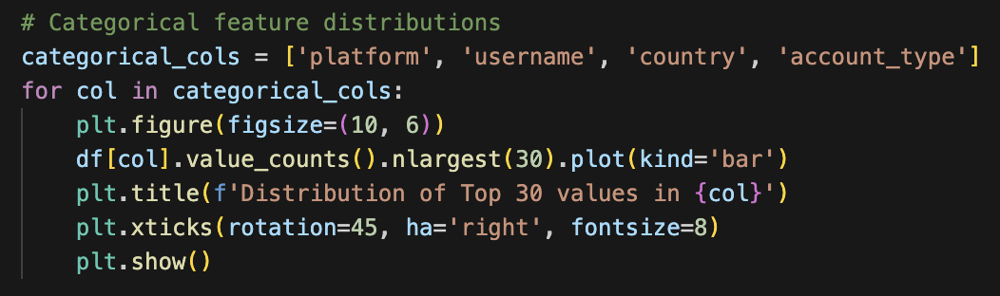 # Categorical feature distributions
categorical_cols = ['platform', 'username', 'country', 'account_type']
for col in categorical_cols:
    plt.figure(figsize=(10, 6))
    df[col].value_counts().nlargest(30).plot(kind='bar')
    plt.title(f'Distribution of Top 30 values in {col}')
    plt.xticks(rotation=45, ha='right', fontsize=8)
    plt.show()